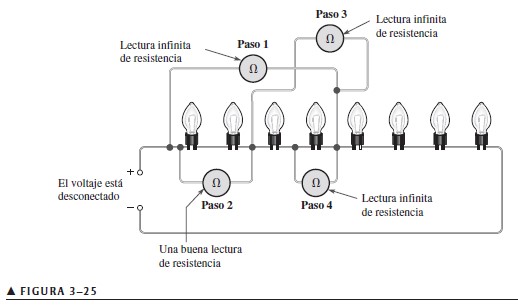 Paso 3
Lectura infinita
de resistencia
Ω
Lectura infinita
de resistencia
Paso 1
Ω
+
El voltaje está
desconectado
–
Ω
Paso 2
Ω
Paso 4
Lectura infinita
de resistencia
Una buena lectura
de resistencia
▲ FIGURA 3–25